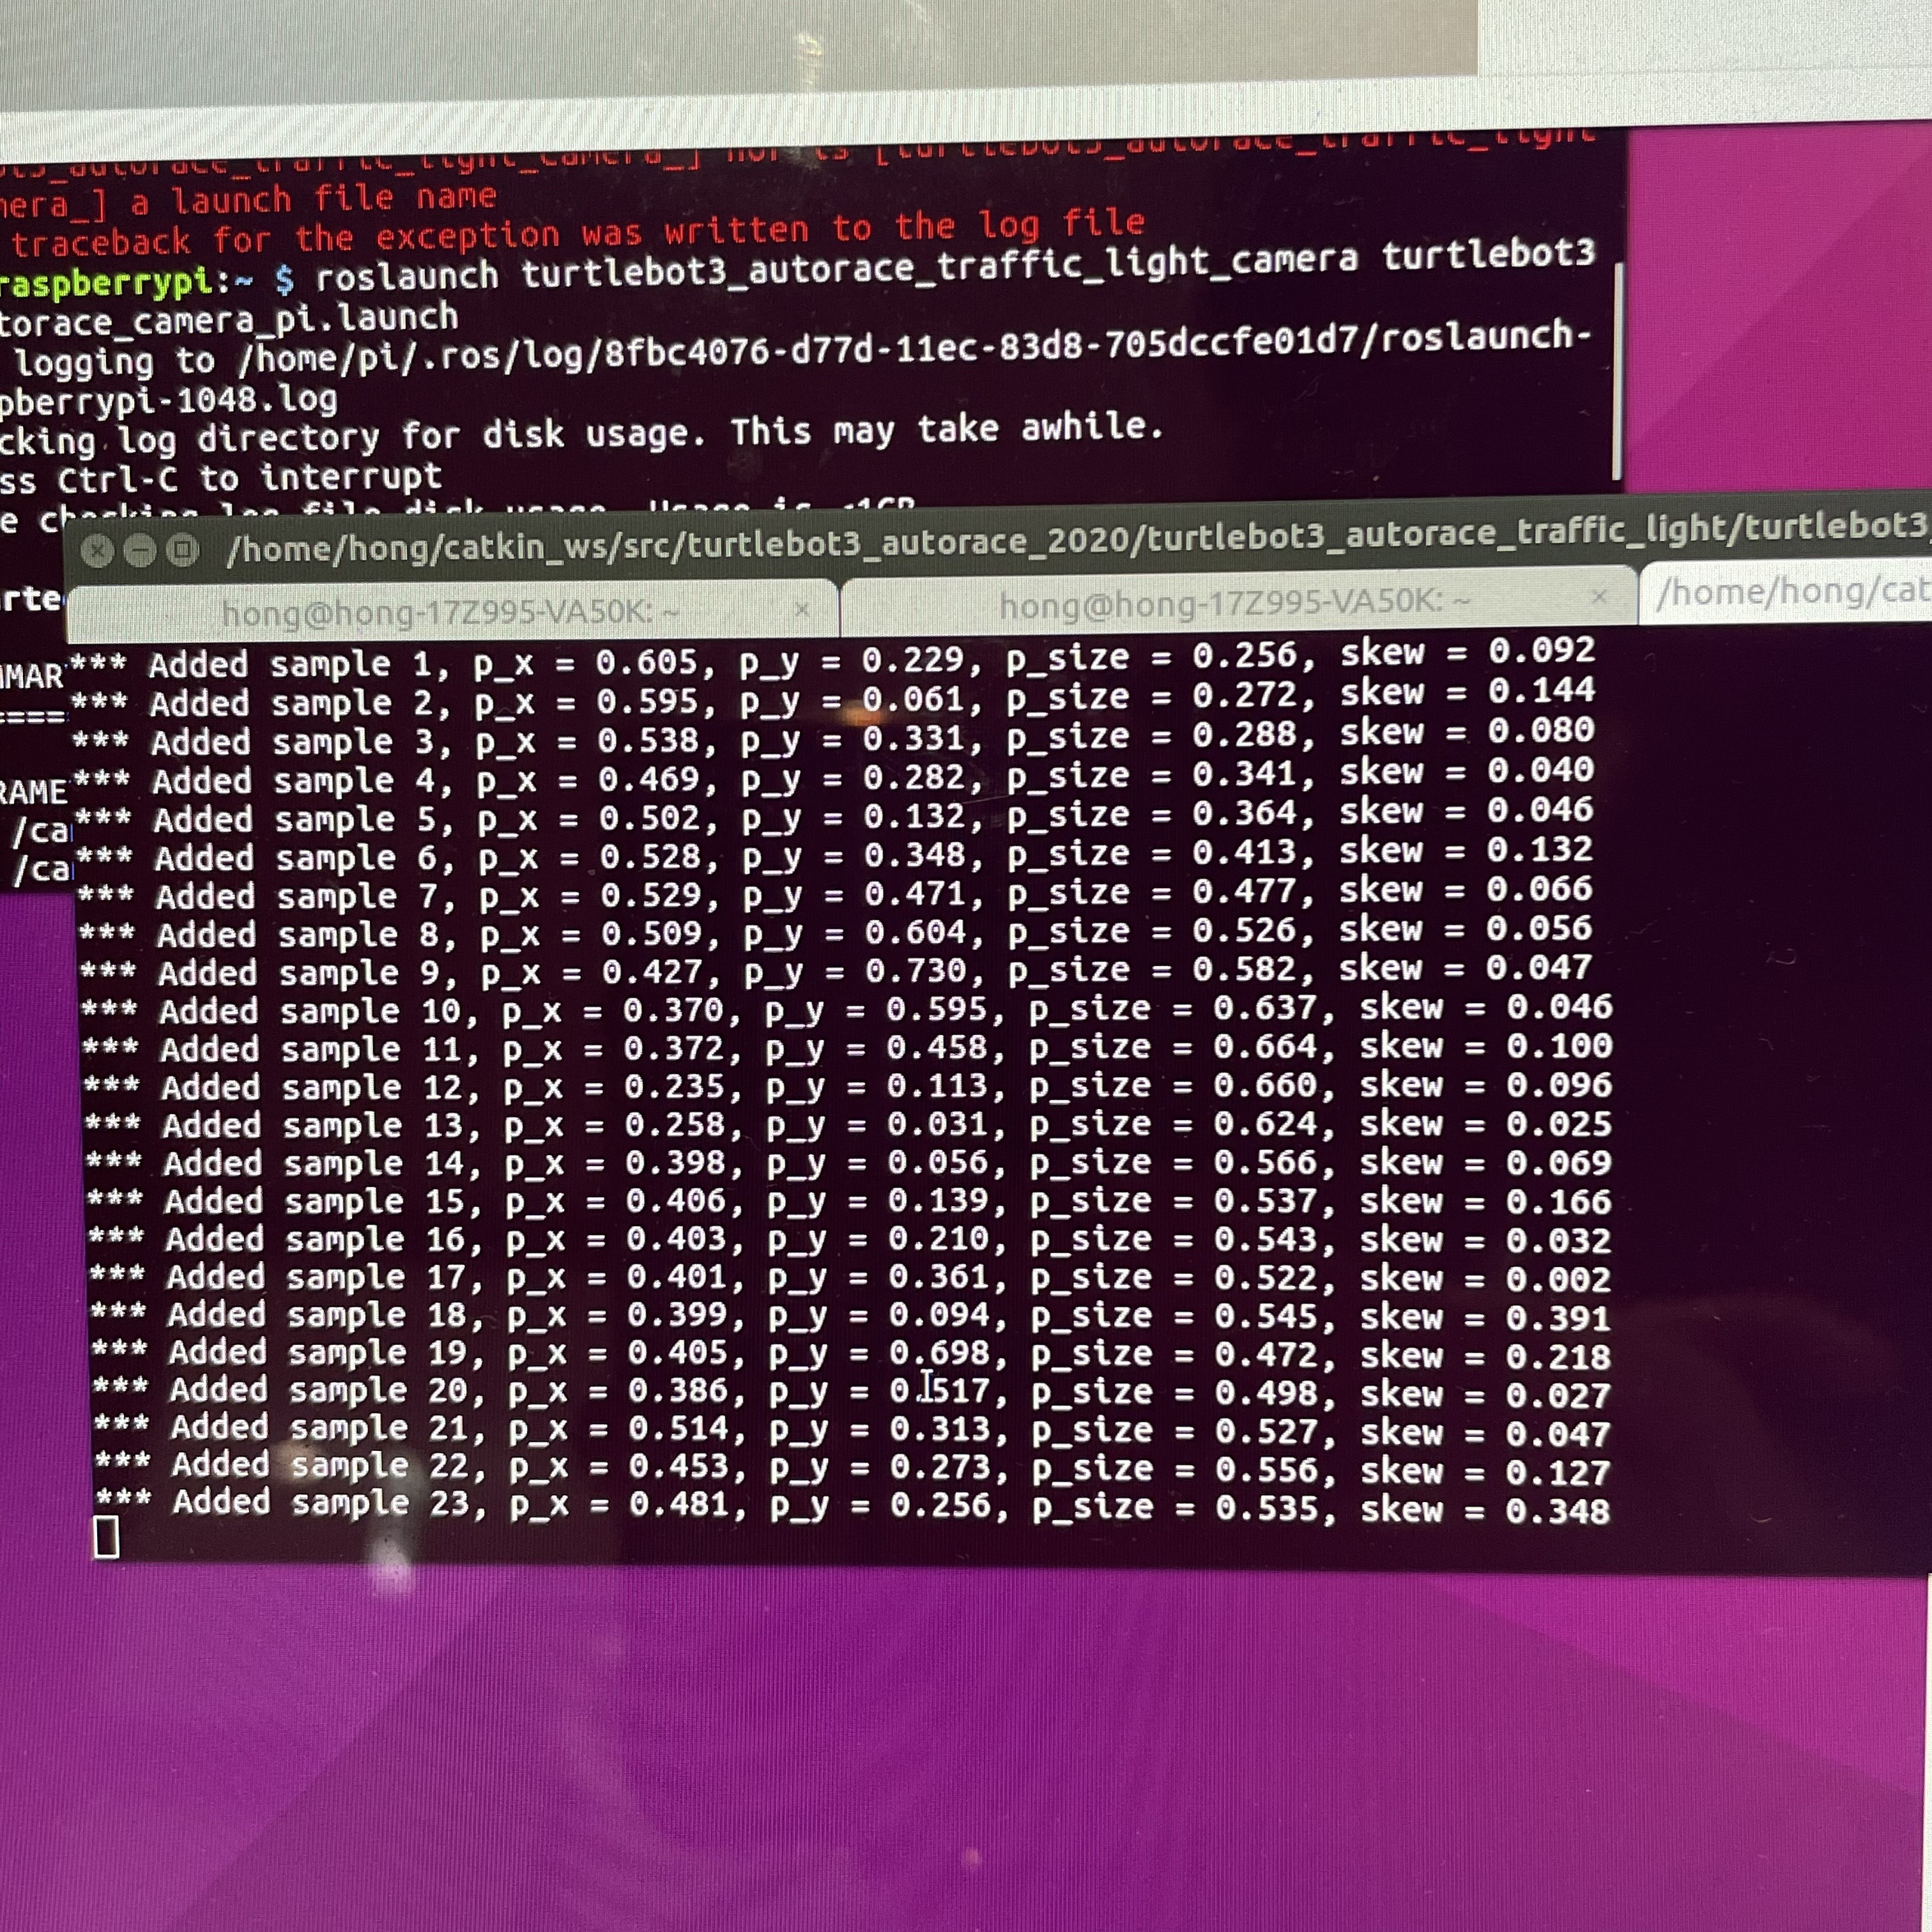 t3_autorace_traffic_light_camera_] nor is [turtlebot3_autorace_traffic_light
mera_] a launch file name
traceback for the exception was written to the log file
raspberrypi:~ $ roslaunch turtlebot3_autorace_traffic_light_camera turtlebot3
torace_camera_pi.launch
logging to /home/pi/.ros/log/8fbc4076-d77d-11ec-83d8-705dccfe01d7/roslaunch-
pberrypi-1048.log
cking log directory for disk usage. This may take awhile.
ss Ctrl-C to interrupt
e checking log file disk usage. Usage is <1GB
/home/hong/catkin_ws/src/turtlebot3_autorace_2020/turtlebot3_autorace_traffic_light/turtlebot3_
rte
hong@hong-17Z995-VA50K: ~ × hong@hong-17Z995-VA50K: ~ × /home/hong/cat
*** Added sample 1, p_x = 0.605, p_y = 0.229, p_size = 0.256, skew = 0.092
MMAR
*** Added sample 2, p_x = 0.595, p_y = 0.061, p_size = 0.272, skew = 0.144
====
*** Added sample 3, p_x = 0.538, p_y = 0.331, p_size = 0.288, skew = 0.080
*** Added sample 4, p_x = 0.469, p_y = 0.282, p_size = 0.341, skew = 0.040
RAME
*** Added sample 5, p_x = 0.502, p_y = 0.132, p_size = 0.364, skew = 0.046
/ca
*** Added sample 6, p_x = 0.528, p_y = 0.348, p_size = 0.413, skew = 0.132
/ca
*** Added sample 7, p_x = 0.529, p_y = 0.471, p_size = 0.477, skew = 0.066
*** Added sample 8, p_x = 0.509, p_y = 0.604, p_size = 0.526, skew = 0.056
*** Added sample 9, p_x = 0.427, p_y = 0.730, p_size = 0.582, skew = 0.047
*** Added sample 10, p_x = 0.370, p_y = 0.595, p_size = 0.637, skew = 0.046
*** Added sample 11, p_x = 0.372, p_y = 0.458, p_size = 0.664, skew = 0.100
*** Added sample 12, p_x = 0.235, p_y = 0.113, p_size = 0.660, skew = 0.096
*** Added sample 13, p_x = 0.258, p_y = 0.031, p_size = 0.624, skew = 0.025
*** Added sample 14, p_x = 0.398, p_y = 0.056, p_size = 0.566, skew = 0.069
*** Added sample 15, p_x = 0.406, p_y = 0.139, p_size = 0.537, skew = 0.166
*** Added sample 16, p_x = 0.403, p_y = 0.210, p_size = 0.543, skew = 0.032
*** Added sample 17, p_x = 0.401, p_y = 0.361, p_size = 0.522, skew = 0.002
*** Added sample 18, p_x = 0.399, p_y = 0.094, p_size = 0.545, skew = 0.391
*** Added sample 19, p_x = 0.405, p_y = 0.698, p_size = 0.472, skew = 0.218
*** Added sample 20, p_x = 0.386, p_y = 0.517, p_size = 0.498, skew = 0.027
*** Added sample 21, p_x = 0.514, p_y = 0.313, p_size = 0.527, skew = 0.047
*** Added sample 22, p_x = 0.453, p_y = 0.273, p_size = 0.556, skew = 0.127
*** Added sample 23, p_x = 0.481, p_y = 0.256, p_size = 0.535, skew = 0.348